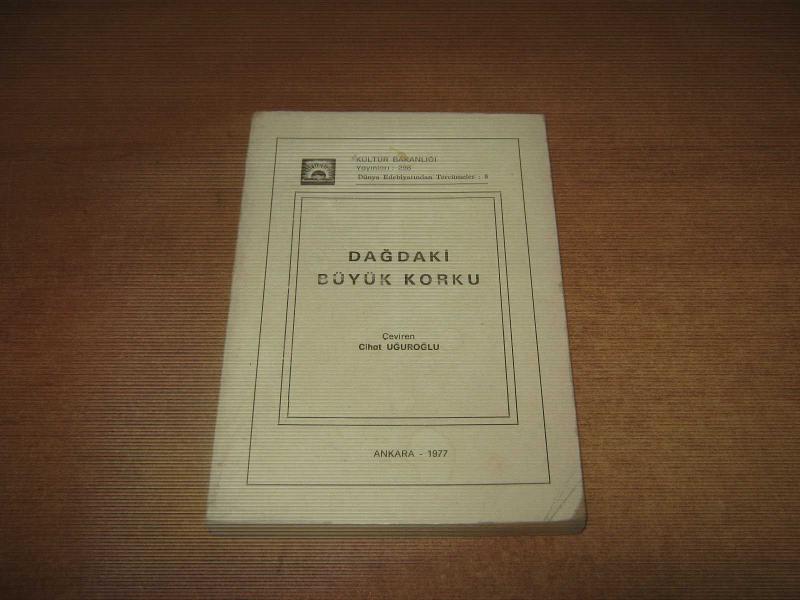 KÜLTÜR BAKANLIĞI
Yayınları : 298
Dünya Edebiyatından Tercümeler : 8
DAĞDAKİ
BÜYÜK KORKU
Çeviren
Cihat UĞUROĞLU
ANKARA - 1977